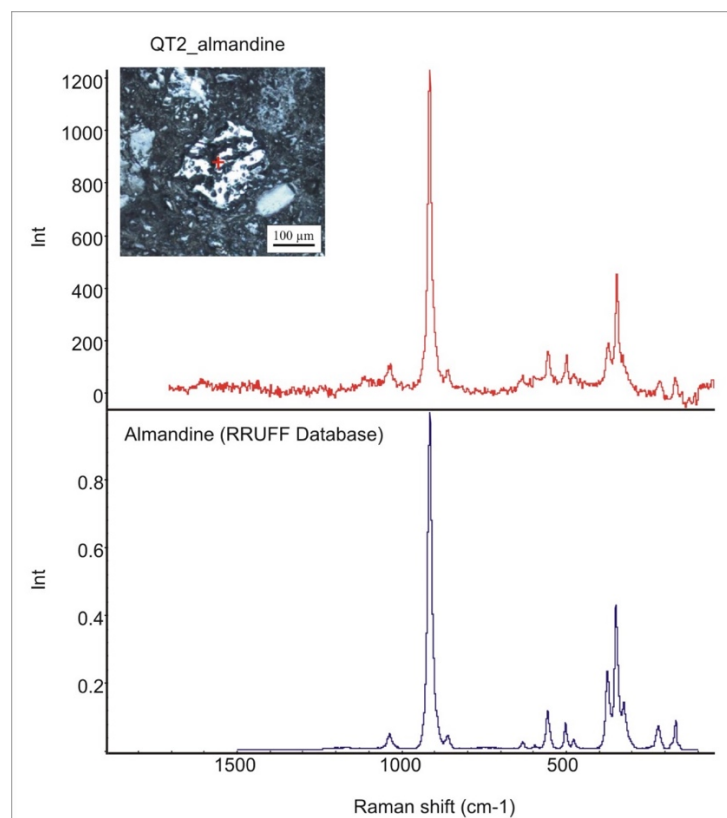 QT2_almandine
1200
1000
800
600
400
200
0
Int
100 µm
Almandine (RRUFF Database)
0.8
0.6
0.4
0.2
Int
1500
1000
500
Raman shift (cm-1)